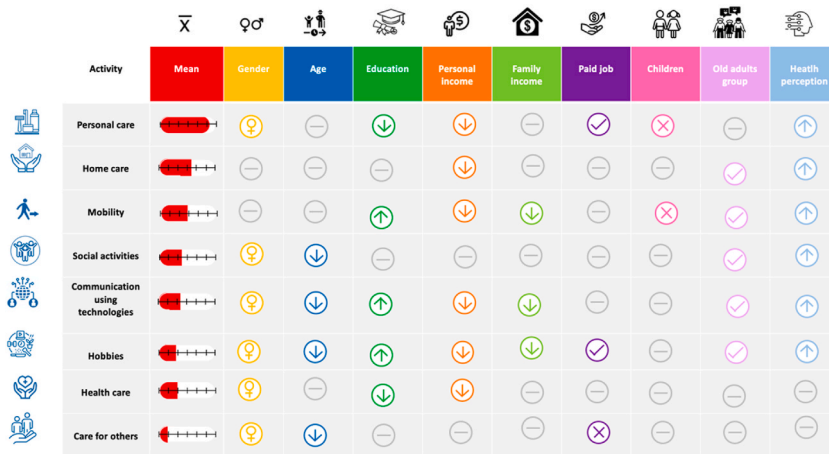 x̅
Activity
Mean
Gender
Age
Education
Personal
Income
Family
Income
Paid job
Children
Old adults
group
Health
perception
Personal care
Home care
Mobility
Social activities
Communication
using
technologies
Hobbies
Health care
Care for others